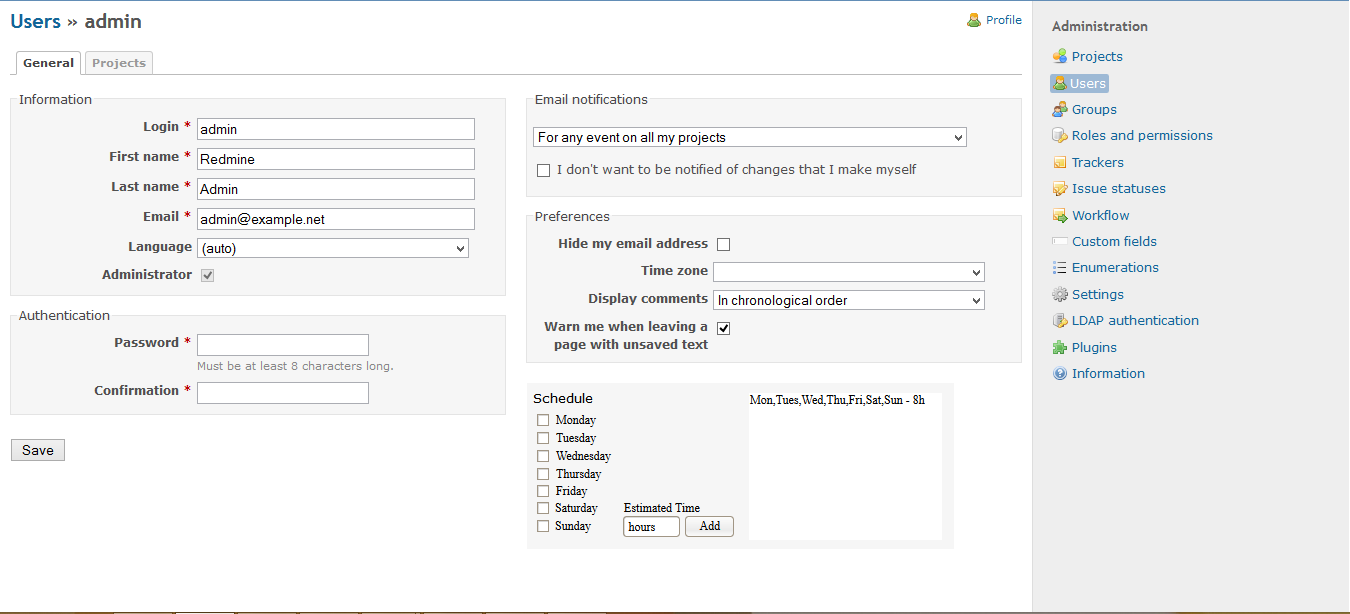 Users » admin
Profile
General
Projects
Information
Login *
admin
First name *
Redmine
Last name *
Admin
Email *
admin@example.net
Language
(auto)
Administrator
Authentication
Password *
Must be at least 8 characters long.
Confirmation *
Save
Email notifications
For any event on all my projects
I don't want to be notified of changes that I make myself
Preferences
Hide my email address
Time zone
Display comments
In chronological order
Warn me when leaving a
page with unsaved text
Schedule
Monday
Tuesday
Wednesday
Thursday
Friday
Saturday
Sunday
Estimated Time
hours
Add
Mon,Tues,Wed,Thu,Fri,Sat,Sun - 8h
Administration
Projects
Users
Groups
Roles and permissions
Trackers
Issue statuses
Workflow
Custom fields
Enumerations
Settings
LDAP authentication
Plugins
Information